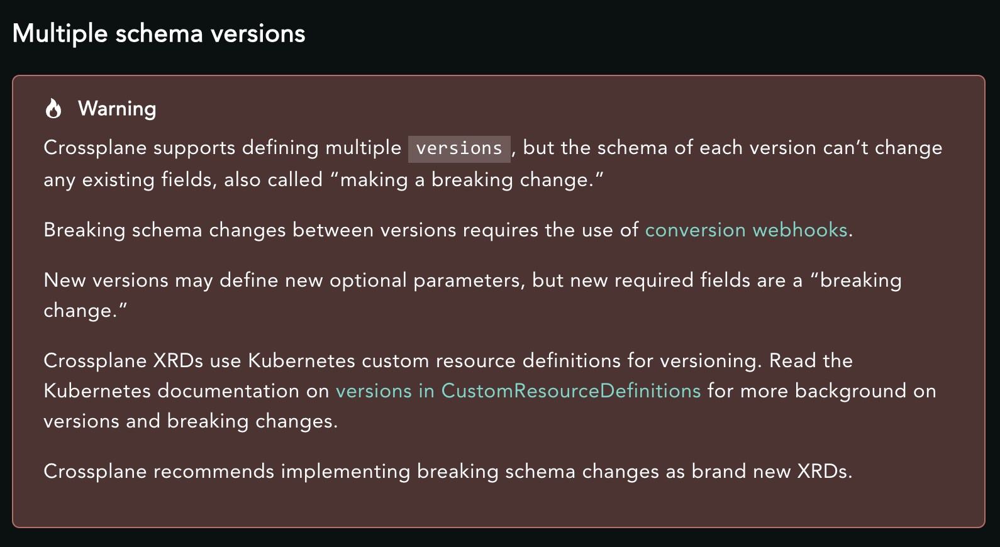 Multiple schema versions
Warning
Crossplane supports defining multiple versions, but the schema of each version can’t change
any existing fields, also called “making a breaking change.”
Breaking schema changes between versions requires the use of conversion webhooks.
New versions may define new optional parameters, but new required fields are a “breaking
change.”
Crossplane XRDs use Kubernetes custom resource definitions for versioning. Read the
Kubernetes documentation on versions in CustomResourceDefinitions for more background on
versions and breaking changes.
Crossplane recommends implementing breaking schema changes as brand new XRDs.